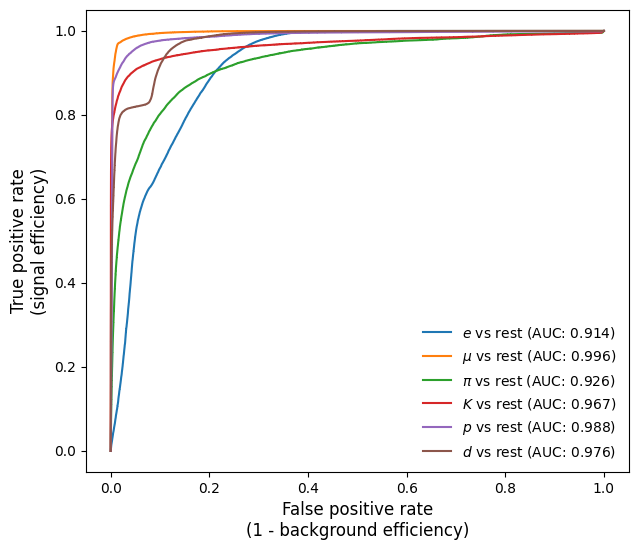 1.0
0.8
0.6
0.4
0.2
0.0
True positive rate
(signal efficiency)
e vs rest (AUC: 0.914)
μ vs rest (AUC: 0.996)
π vs rest (AUC: 0.926)
K vs rest (AUC: 0.967)
p vs rest (AUC: 0.988)
d vs rest (AUC: 0.976)
0.0 0.2 0.4 0.6 0.8 1.0
False positive rate
(1 - background efficiency)